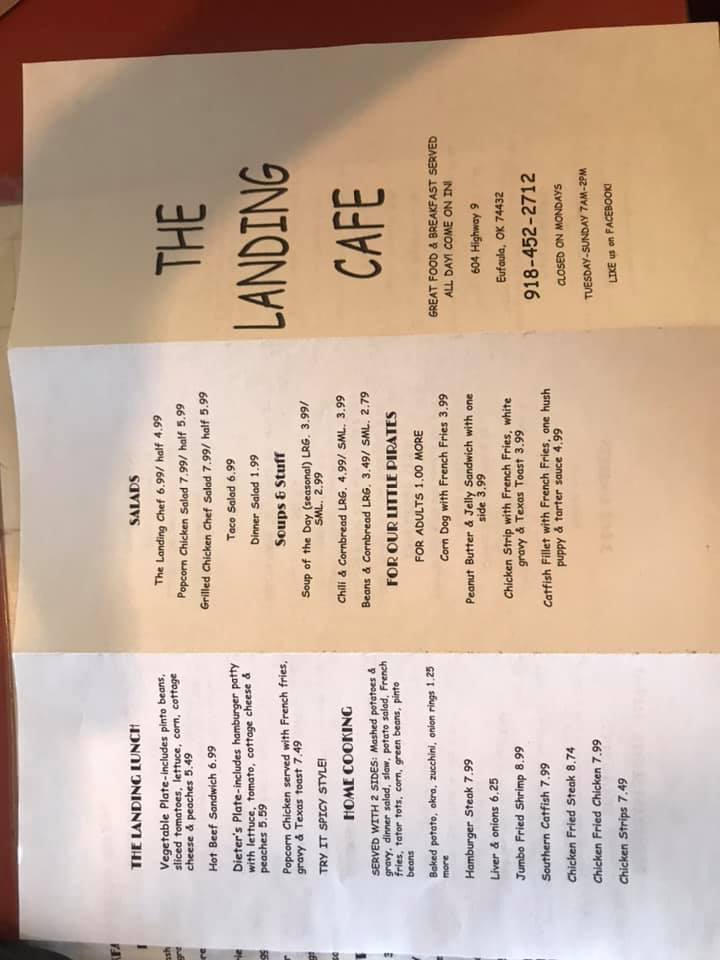 THE LANDING LUNCH
Vegetable Plate-includes pinto beans,
sliced tomatoes, lettuce, corn, cottage
cheese & peaches 5.49
Hot Beef Sandwich 6.99
Dieter's Plate-includes hamburger patty
with lettuce, tomato, cottage cheese &
peaches 5.59
Popcorn Chicken served with French fries,
gravy & Texas toast 7.49
TRY IT SPICY STYLE!
HOME COOKING
SERVED WITH 2 SIDES: Mashed potatoes &
gravy, dinner salad, slaw, potato salad, French
fries, tator tots, corn, green beans, pinto
beans
Baked potato, okra, zucchini, onion rings 1.25
more
Hamburger Steak 7.99
Liver & onions 6.25
Jumbo Fried Shrimp 8.99
Southern Catfish 7.99
Chicken Fried Steak 8.74
Chicken Fried Chicken 7.99
Chicken Strips 7.49
SALADS
The Landing Chef 6.99/ half 4.99
Popcorn Chicken Salad 7.99/ half 5.99
Grilled Chicken Chef Salad 7.99/ half 5.99
Taco Salad 6.99
Dinner Salad 1.99
Soups & Stuff
Soup of the Day (seasonal) LRG. 3.99/
SML. 2.99
Chili & Cornbread LRG. 4.99/ SML. 3.99
Beans & Cornbread LRG. 3.49/ SML. 2.79
FOR OUR LITTLE PIRATES
FOR ADULTS 1.00 MORE
Corn Dog with French Fries 3.99
Peanut Butter & Jelly Sandwich with one
side 3.99
Chicken Strip with French Fries, white
gravy & Texas Toast 3.99
Catfish Fillet with French Fries, one hush
puppy & tarter sauce 4.99
THE
LANDING
CAFE
GREAT FOOD & BREAKFAST SERVED
ALL DAY! COME ON IN!
604 Highway 9
Eufaula, OK 74432
918-452-2712
CLOSED ON MONDAYS
TUESDAY-SUNDAY 7AM-2PM
LIKE us on FACEBOOK!